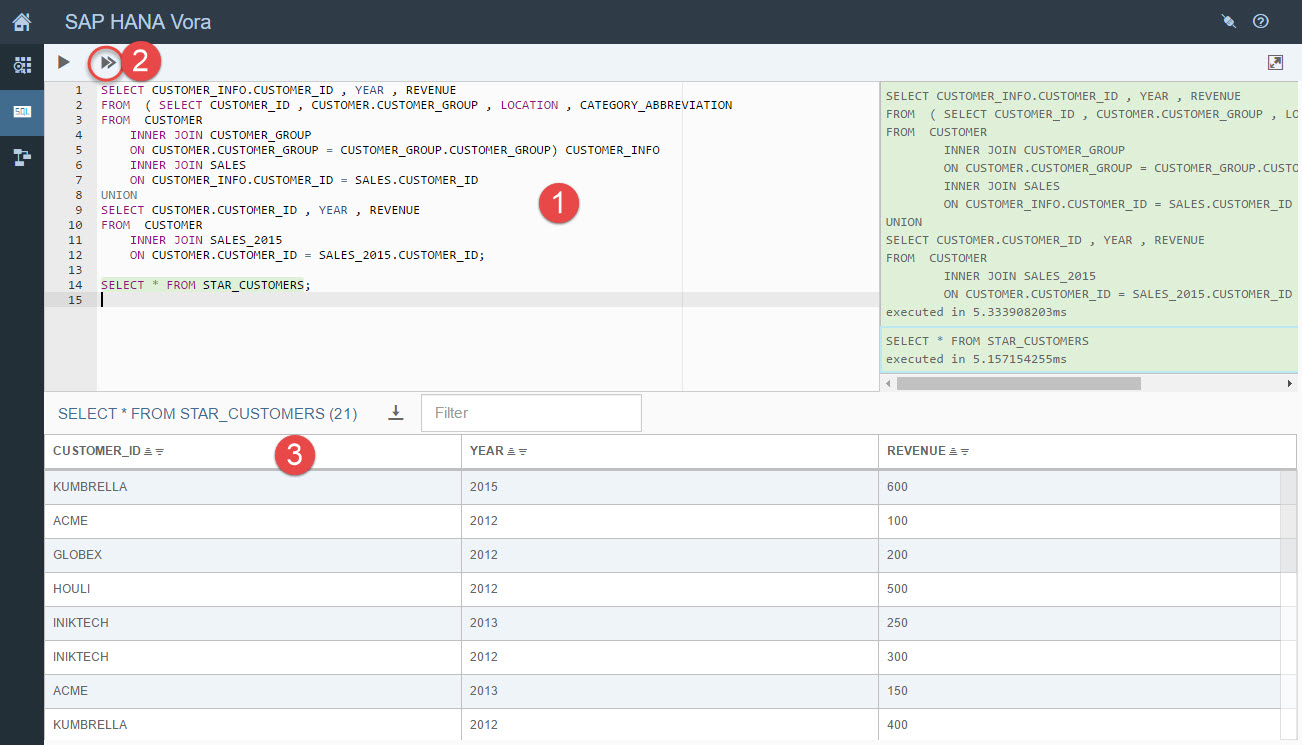 SAP HANA Vora
SQL
2
1 SELECT CUSTOMER_INFO.CUSTOMER_ID , YEAR , REVENUE
2 FROM ( SELECT CUSTOMER_ID , CUSTOMER.CUSTOMER_GROUP , LOCATION , CATEGORY_ABBREVIATION
3 FROM CUSTOMER
4 INNER JOIN CUSTOMER_GROUP
5 ON CUSTOMER.CUSTOMER_GROUP = CUSTOMER_GROUP.CUSTOMER_GROUP) CUSTOMER_INFO
6 INNER JOIN SALES
7 ON CUSTOMER_INFO.CUSTOMER_ID = SALES.CUSTOMER_ID
8 UNION
9 SELECT CUSTOMER.CUSTOMER_ID , YEAR , REVENUE
10 FROM CUSTOMER
11 INNER JOIN SALES_2015
12 ON CUSTOMER.CUSTOMER_ID = SALES_2015.CUSTOMER_ID;
13
14 SELECT * FROM STAR_CUSTOMERS;
15
1
SELECT CUSTOMER_INFO.CUSTOMER_ID , YEAR , REVENUE
FROM ( SELECT CUSTOMER_ID , CUSTOMER.CUSTOMER_GROUP , LO
FROM CUSTOMER
INNER JOIN CUSTOMER_GROUP
ON CUSTOMER.CUSTOMER_GROUP = CUSTOMER_GROUP.CUSTO
INNER JOIN SALES
ON CUSTOMER_INFO.CUSTOMER_ID = SALES.CUSTOMER_ID
UNION
SELECT CUSTOMER.CUSTOMER_ID , YEAR , REVENUE
FROM CUSTOMER
INNER JOIN SALES_2015
ON CUSTOMER.CUSTOMER_ID = SALES_2015.CUSTOMER_ID
executed in 5.333908203ms
SELECT * FROM STAR_CUSTOMERS
executed in 5.157154255ms
SELECT * FROM STAR_CUSTOMERS (21) Filter
3
CUSTOMER_ID YEAR REVENUE
KUMBRELLA 2015 600
ACME 2012 100
GLOBEX 2012 200
HOULI 2012 500
INIKTECH 2013 250
INIKTECH 2012 300
ACME 2013 150
KUMBRELLA 2012 400